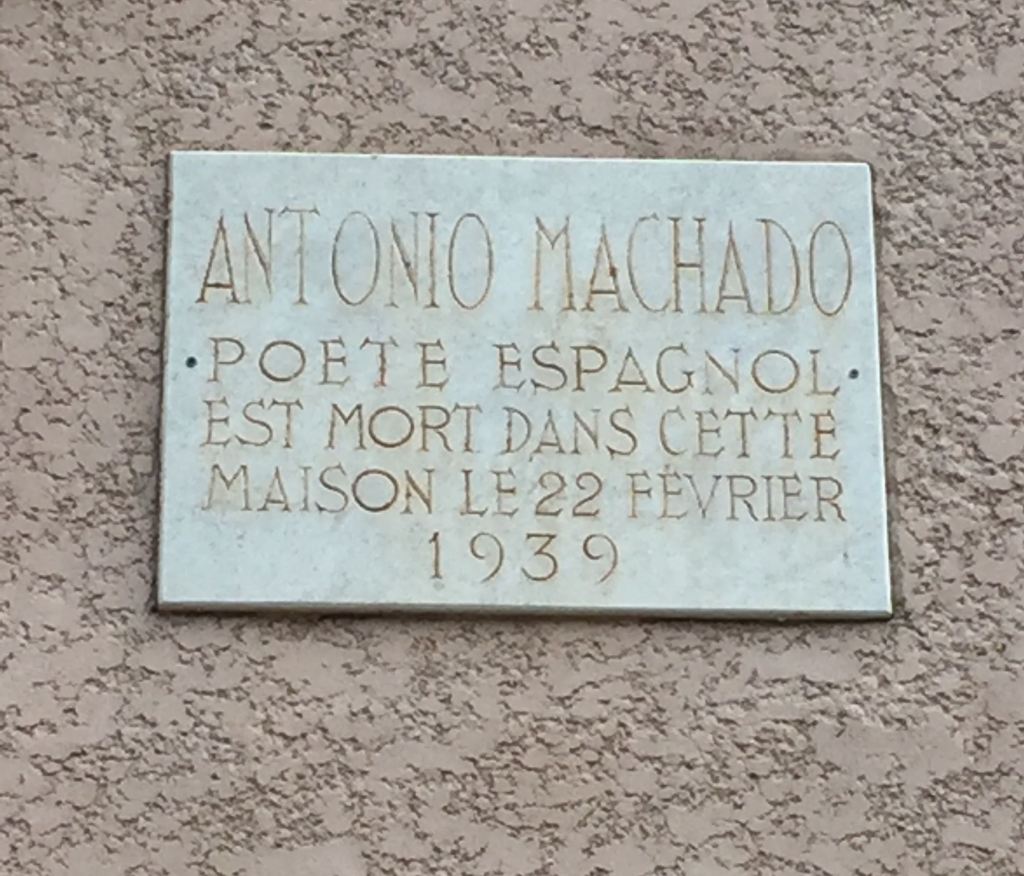 ANTONIO MACHADO
POETE ESPAGNOL
EST MORT DANS CETTE
MAISON LE 22 FÉVRIER
1939